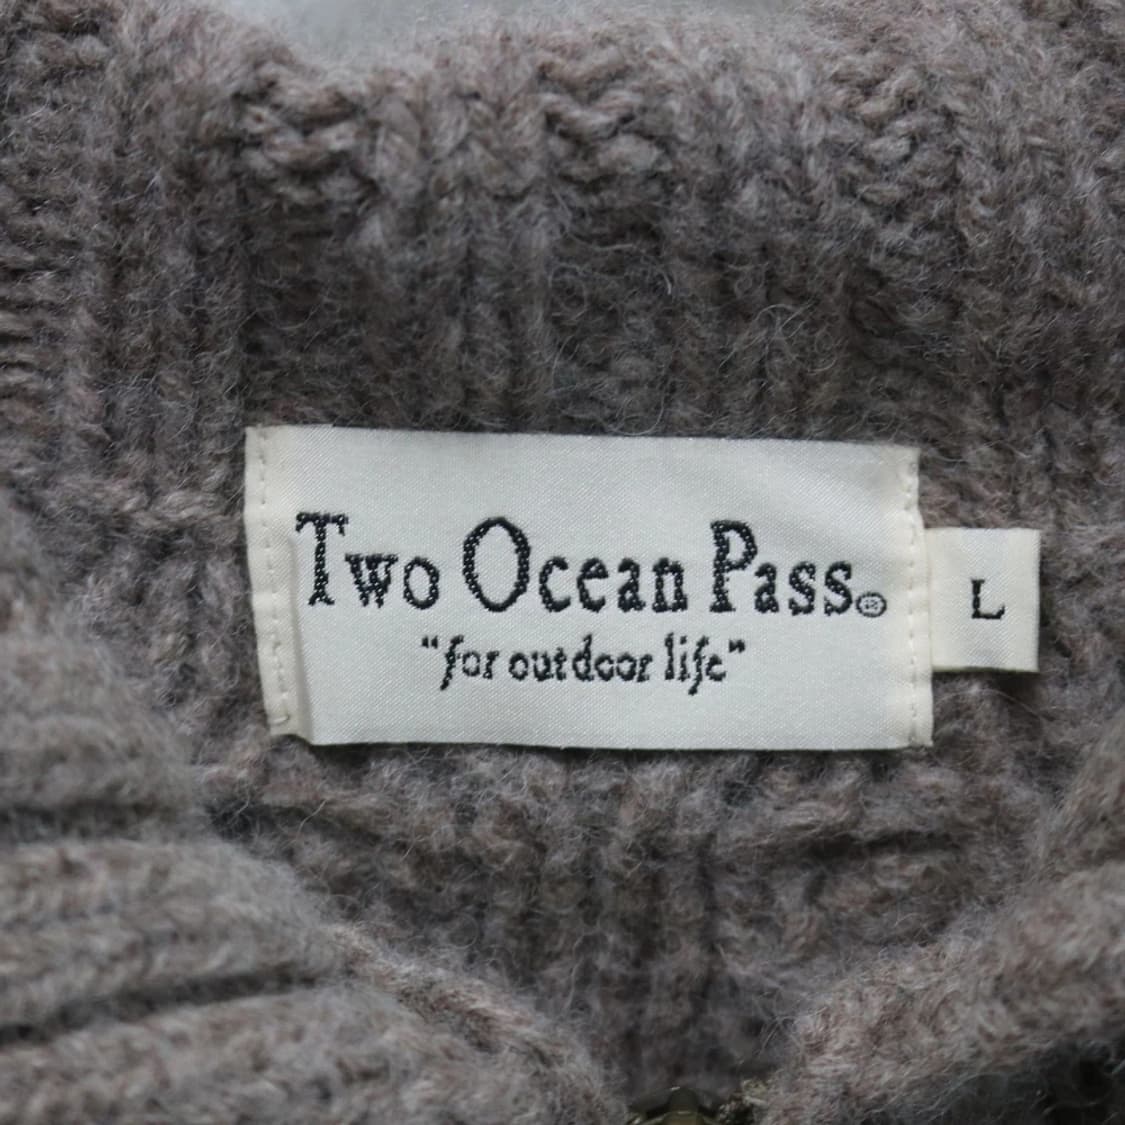 Two Ocean Pass®
L
"for outdoor life"